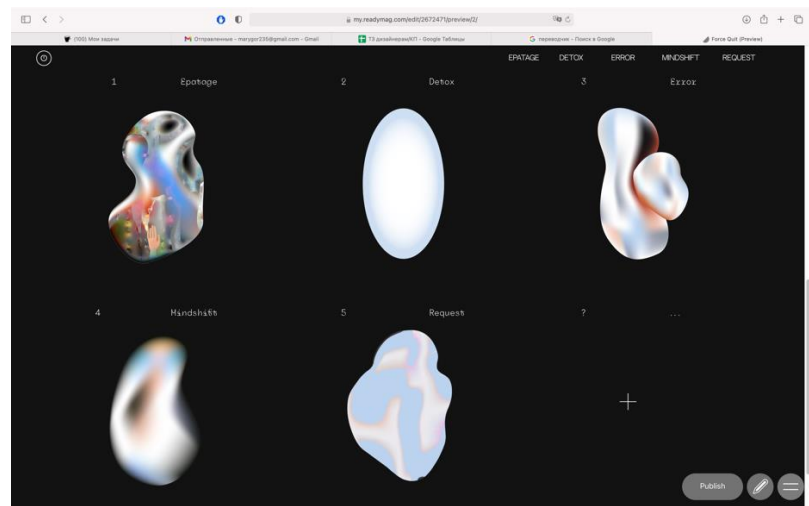 my.readymag.com/edit/2672471/preview/2/
(100) Мои задачи
Отправленные - marygor335@gmail.com - Gmail
ТЗ дизайнерам/КП - Google Таблицы
переводчик - Поиск в Google
Force Quit (Preview)
EPATAGE DETOX ERROR MINDSHIFT REQUEST
1 Epatage 2 Detox 3 Error
4 Mindshift 5 Request ? ...
Publish